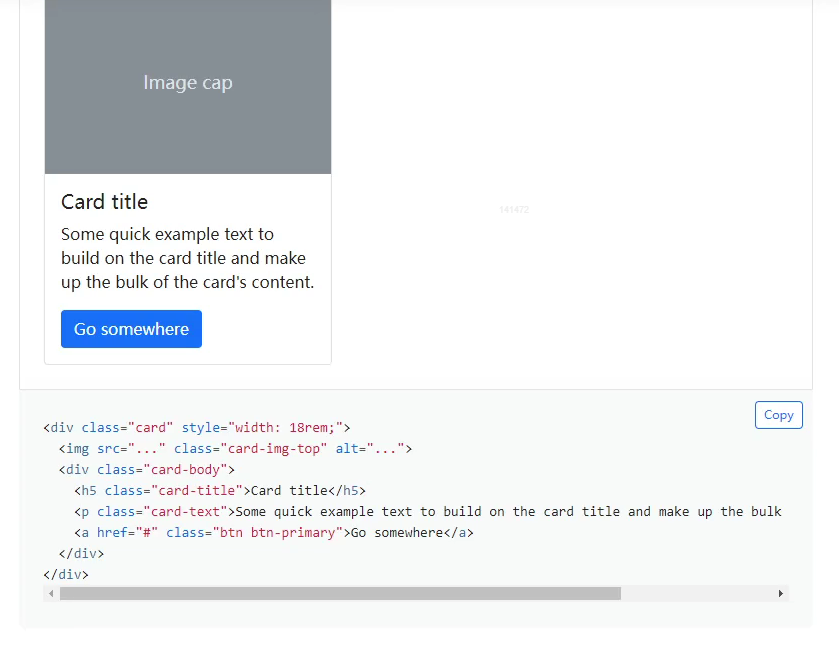 Image cap
Card title
Some quick example text to
build on the card title and make
up the bulk of the card's content.
Go somewhere
141472
Copy
<div class="card" style="width: 18rem;">
  <img src="..." class="card-img-top" alt="...">
  <div class="card-body">
    <h5 class="card-title">Card title</h5>
    <p class="card-text">Some quick example text to build on the card title and make up the bulk
    <a href="#" class="btn btn-primary">Go somewhere</a>
  </div>
</div>